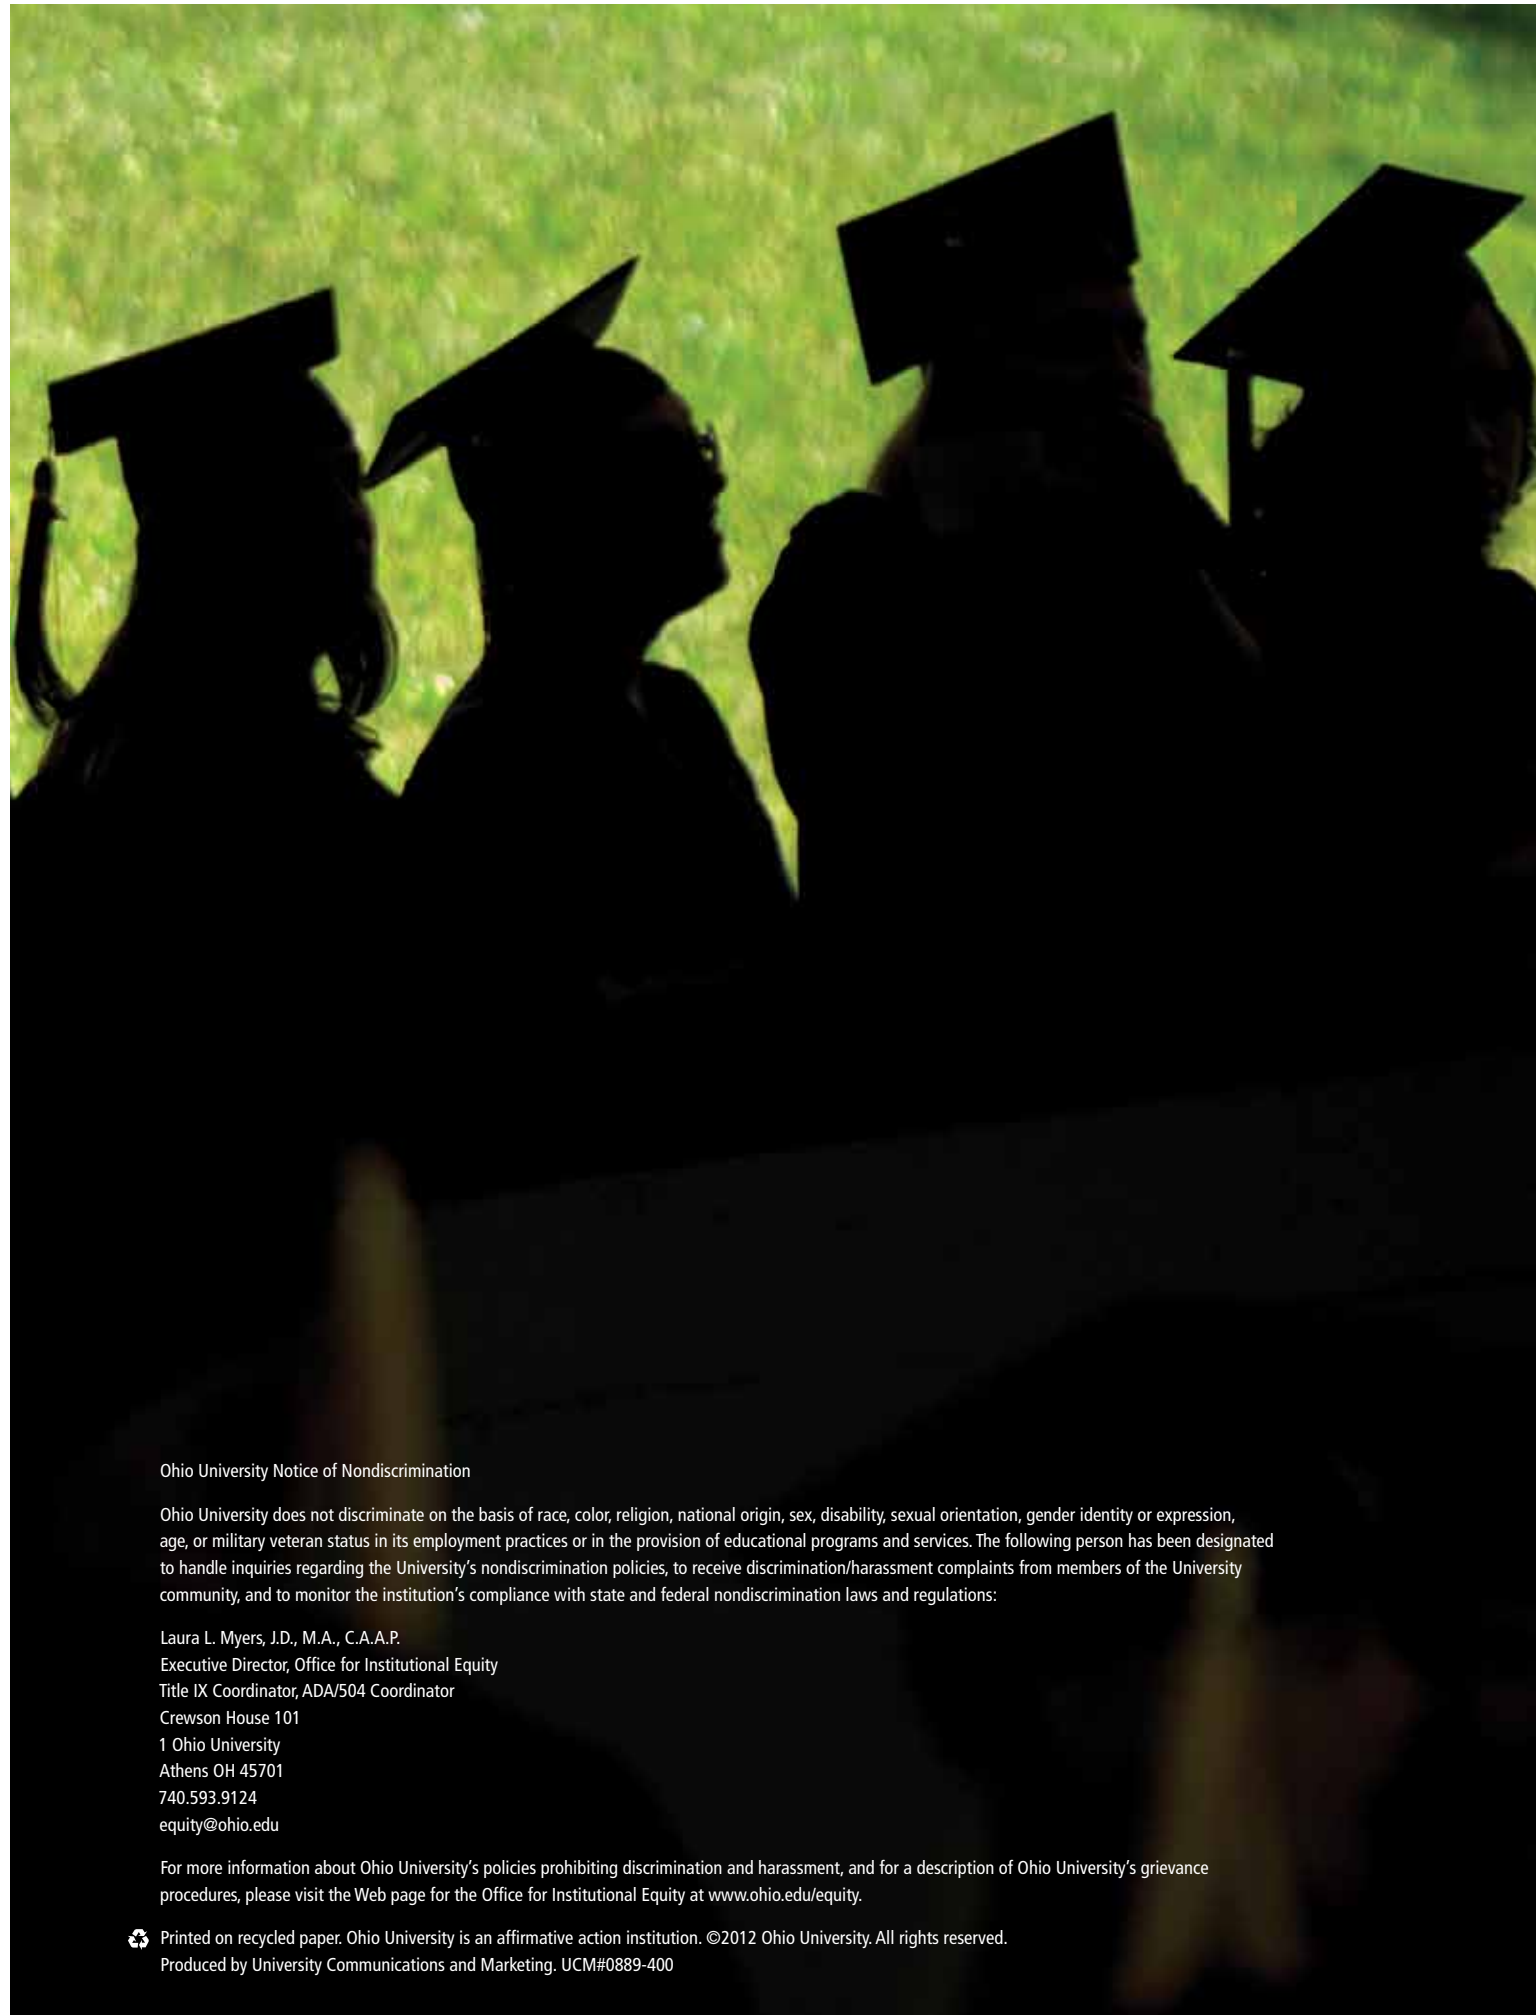 Ohio University Notice of Nondiscrimination
Ohio University does not discriminate on the basis of race, color, religion, national origin, sex, disability, sexual orientation, gender identity or expression,
age, or military veteran status in its employment practices or in the provision of educational programs and services. The following person has been designated
to handle inquiries regarding the University’s nondiscrimination policies, to receive discrimination/harassment complaints from members of the University
community, and to monitor the institution’s compliance with state and federal nondiscrimination laws and regulations:
Laura L. Myers, J.D., M.A., C.A.A.P.
Executive Director, Office for Institutional Equity
Title IX Coordinator, ADA/504 Coordinator
Crewson House 101
1 Ohio University
Athens OH 45701
740.593.9124
equity@ohio.edu
For more information about Ohio University’s policies prohibiting discrimination and harassment, and for a description of Ohio University’s grievance
procedures, please visit the Web page for the Office for Institutional Equity at www.ohio.edu/equity.
Printed on recycled paper. Ohio University is an affirmative action institution. ©2012 Ohio University. All rights reserved.
Produced by University Communications and Marketing. UCM#0889-400